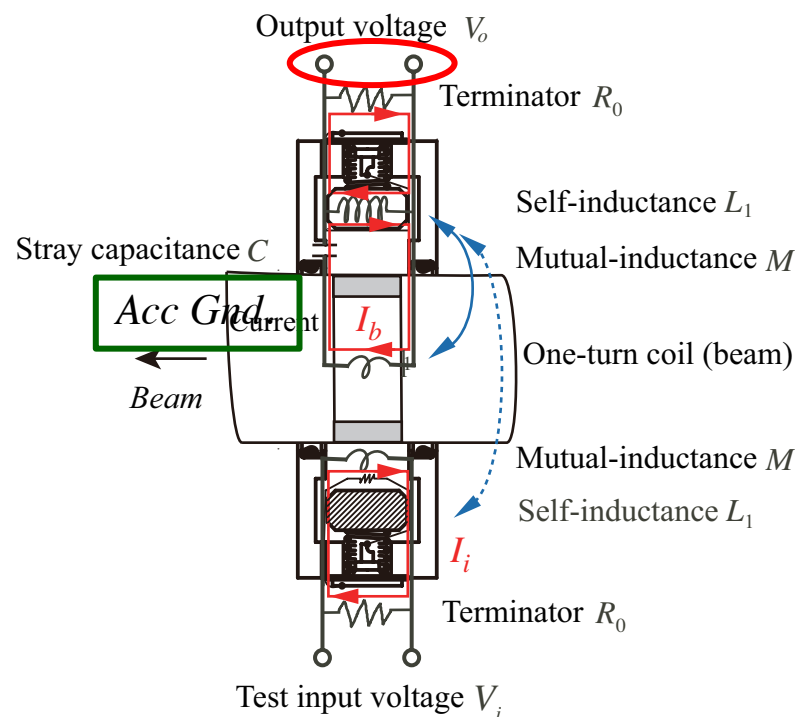 Output voltage V_o
Terminator R_0
Self-inductance L_1
Stray capacitance C
Mutual-inductance M
Acc Gnd.
Current
I_b
One-turn coil (beam)
Beam
Mutual-inductance M
Self-inductance L_1
I_i
Terminator R_0
Test input voltage V_i